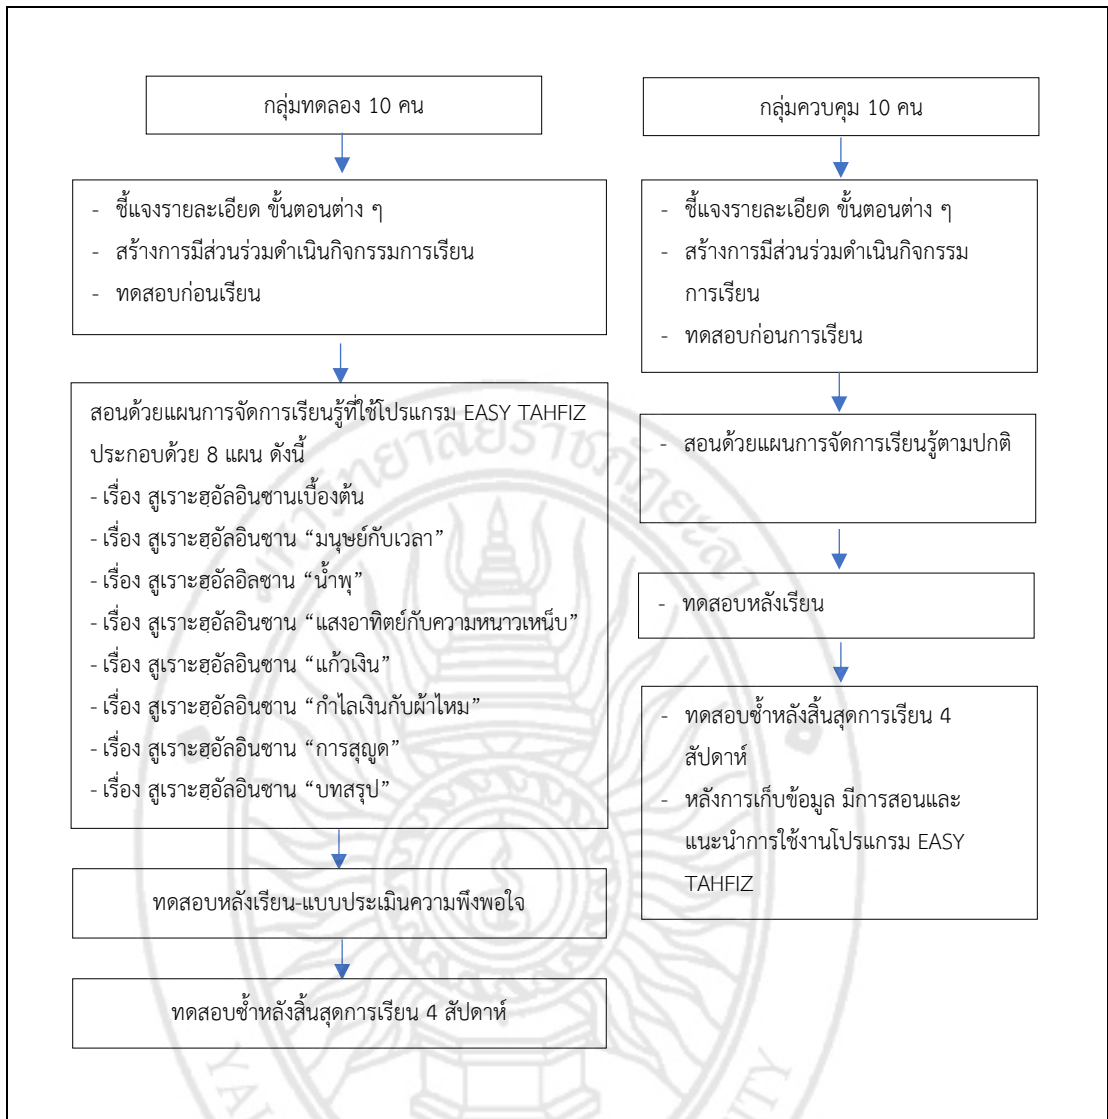 กลุ่มทดลอง 10 คน
- ชี้แจงรายละเอียด ขั้นตอนต่าง ๆ
- สร้างการมีส่วนร่วมดำเนินกิจกรรมการเรียน
- ทดสอบก่อนเรียน
สอนด้วยแผนการจัดการเรียนรู้ที่ใช้โปรแกรม EASY TAHFIZ
ประกอบด้วย 8 แผน ดังนี้
- เรื่อง สูเราะฮฺอัลอินซานเบื้องต้น
- เรื่อง สูเราะฮฺอัลอินซาน “มนุษย์กับเวลา”
- เรื่อง สูเราะฮฺอัลอิลซาน “น้ำพุ”
- เรื่อง สูเราะฮฺอัลอินซาน “แสงอาทิตย์กับความหนาวเหน็บ”
- เรื่อง สูเราะฮฺอัลอินซาน “แก้วเงิน”
- เรื่อง สูเราะฮฺอัลอินซาน “กำไลเงินกับผ้าไหม”
- เรื่อง สูเราะฮฺอัลอินซาน “การสุญูด”
- เรื่อง สูเราะฮฺอัลอินซาน “บทสรุป”
ทดสอบหลังเรียน-แบบประเมินความพึงพอใจ
ทดสอบซ้ำหลังสิ้นสุดการเรียน 4 สัปดาห์
กลุ่มควบคุม 10 คน
- ชี้แจงรายละเอียด ขั้นตอนต่าง ๆ
- สร้างการมีส่วนร่วมดำเนินกิจกรรม
การเรียน
- ทดสอบก่อนการเรียน
- สอนด้วยแผนการจัดการเรียนรู้ตามปกติ
- ทดสอบหลังเรียน
- ทดสอบซ้ำหลังสิ้นสุดการเรียน 4
สัปดาห์
- หลังการเก็บข้อมูล มีการสอนและ
แนะนำการใช้งานโปรแกรม EASY
TAHFIZ
มหาวิทยาลัยราชภัฏยะลา